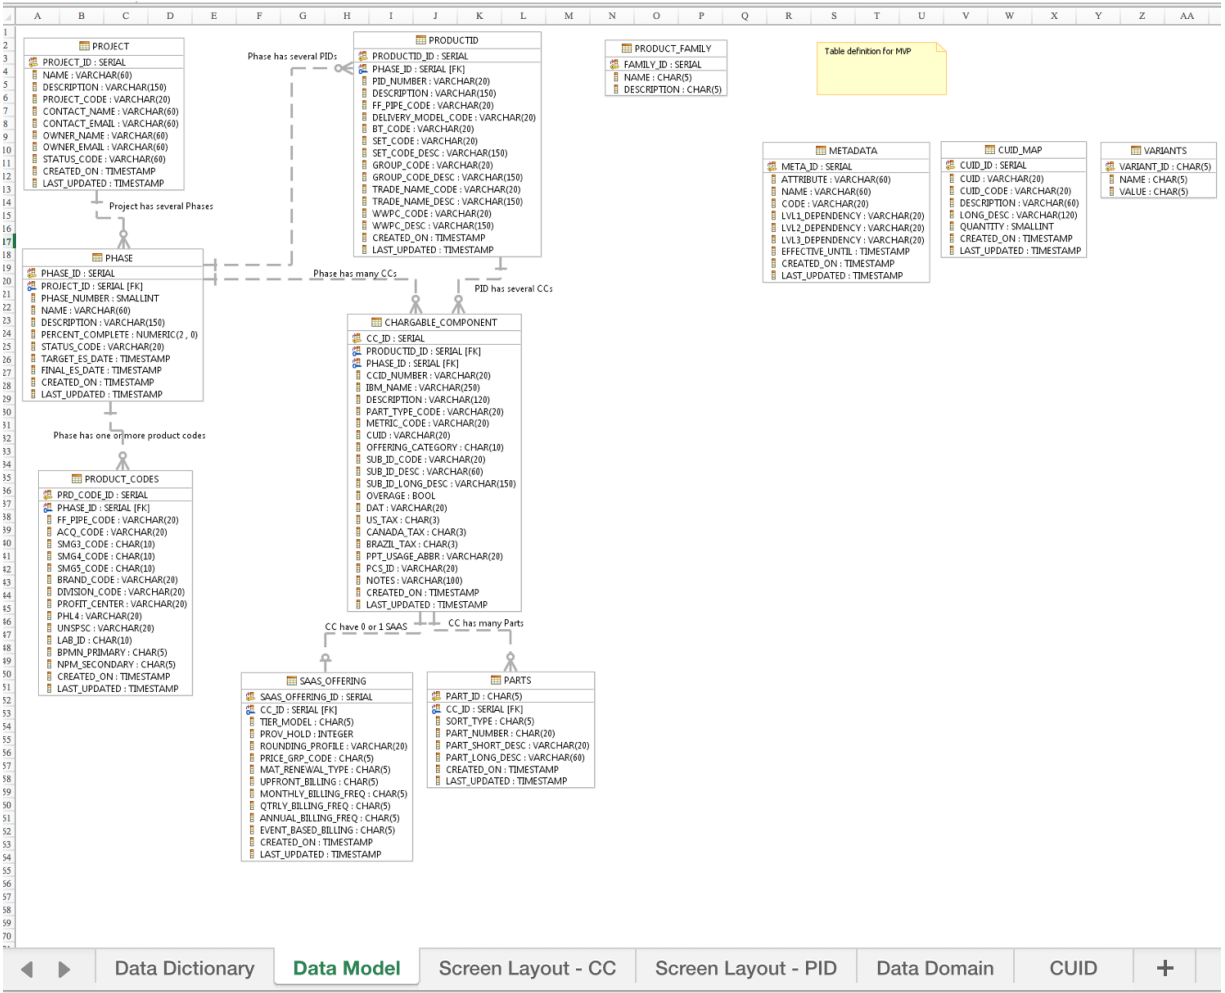 A B C D E F G H I J K L M N O P Q R S T U V W X Y Z AA
PROJECT
PROJECT_ID : SERIAL
NAME : VARCHAR(60)
DESCRIPTION : VARCHAR(150)
PROJECT_CODE : VARCHAR(20)
CONTACT_NAME : VARCHAR(60)
CONTACT_EMAIL : VARCHAR(60)
OWNER_NAME : VARCHAR(60)
OWNER_EMAIL : VARCHAR(60)
STATUS_CODE : VARCHAR(60)
CREATED_ON : TIMESTAMP
LAST_UPDATED : TIMESTAMP
Project has several Phases
Phase has several PIDs
PRODUCTID
PRODUCTID_ID : SERIAL
PHASE_ID : SERIAL [FK]
PID_NUMBER : VARCHAR(20)
DESCRIPTION : VARCHAR(150)
FF_PIPE_CODE : VARCHAR(20)
DELIVERY_MODEL_CODE : VARCHAR(20)
BT_CODE : VARCHAR(20)
SET_CODE : VARCHAR(20)
SET_CODE_DESC : VARCHAR(150)
GROUP_CODE : VARCHAR(20)
GROUP_CODE_DESC : VARCHAR(150)
TRADE_NAME_CODE : VARCHAR(20)
TRADE_NAME_DESC : VARCHAR(150)
WWPC_CODE : VARCHAR(20)
WWPC_DESC : VARCHAR(150)
CREATED_ON : TIMESTAMP
LAST_UPDATED : TIMESTAMP
PRODUCT_FAMILY
FAMILY_ID : SERIAL
NAME : CHAR(5)
DESCRIPTION : CHAR(5)
Table definition for MVP
METADATA
META_ID : SERIAL
ATTRIBUTE : VARCHAR(60)
NAME : VARCHAR(60)
CODE : VARCHAR(20)
LVL1_DEPENDENCY : VARCHAR(20)
LVL2_DEPENDENCY : VARCHAR(20)
LVL3_DEPENDENCY : VARCHAR(20)
EFFECTIVE_UNTIL : TIMESTAMP
CREATED_ON : TIMESTAMP
LAST_UPDATED : TIMESTAMP
CUID_MAP
CUID_ID : SERIAL
CUID : VARCHAR(20)
CUID_CODE : VARCHAR(20)
DESCRIPTION : VARCHAR(60)
LONG_DESC : VARCHAR(120)
QUANTITY : SMALLINT
CREATED_ON : TIMESTAMP
LAST_UPDATED : TIMESTAMP
VARIANTS
VARIANT_ID : CHAR(5)
NAME : CHAR(5)
VALUE : CHAR(5)
PHASE
PHASE_ID : SERIAL
PROJECT_ID : SERIAL [FK]
PHASE_NUMBER : SMALLINT
NAME : VARCHAR(60)
DESCRIPTION : VARCHAR(150)
PERCENT_COMPLETE : NUMERIC(2 , 0)
STATUS_CODE : VARCHAR(20)
TARGET_ES_DATE : TIMESTAMP
FINAL_ES_DATE : TIMESTAMP
CREATED_ON : TIMESTAMP
LAST_UPDATED : TIMESTAMP
Phase has many CCs
PID has several CCs
Phase has one or more product codes
CHARGABLE_COMPONENT
CC_ID : SERIAL
PRODUCTID_ID : SERIAL [FK]
PHASE_ID : SERIAL [FK]
CCID_NUMBER : VARCHAR(20)
IBM_NAME : VARCHAR(250)
DESCRIPTION : VARCHAR(120)
PART_TYPE_CODE : VARCHAR(20)
METRIC_CODE : VARCHAR(20)
CUID : VARCHAR(20)
OFFERING_CATEGORY : CHAR(10)
SUB_ID_CODE : VARCHAR(20)
SUB_ID_DESC : VARCHAR(60)
SUB_ID_LONG_DESC : VARCHAR(150)
OVERAGE : BOOL
DAT : VARCHAR(20)
US_TAX : CHAR(3)
CANADA_TAX : CHAR(3)
BRAZIL_TAX : CHAR(3)
PPT_USAGE_ABBR : VARCHAR(20)
PCS_ID : VARCHAR(20)
NOTES : VARCHAR(100)
CREATED_ON : TIMESTAMP
LAST_UPDATED : TIMESTAMP
PRODUCT_CODES
PRD_CODE_ID : SERIAL
PHASE_ID : SERIAL [FK]
FF_PIPE_CODE : VARCHAR(20)
ACQ_CODE : VARCHAR(20)
SMG3_CODE : CHAR(10)
SMG4_CODE : CHAR(10)
SMG5_CODE : CHAR(10)
BRAND_CODE : VARCHAR(20)
DIVISION_CODE : VARCHAR(20)
PROFIT_CENTER : VARCHAR(20)
PHL4 : VARCHAR(20)
UNSPSC : VARCHAR(20)
LAB_ID : CHAR(10)
BPMN_PRIMARY : CHAR(5)
NPM_SECONDARY : CHAR(5)
CREATED_ON : TIMESTAMP
LAST_UPDATED : TIMESTAMP
CC have 0 or 1 SAAS
CC has many Parts
SAAS_OFFERING
SAAS_OFFERING_ID : SERIAL
CC_ID : SERIAL [FK]
TIER_MODEL : CHAR(5)
PROV_HOLD : INTEGER
ROUNDING_PROFILE : VARCHAR(20)
PRICE_GRP_CODE : CHAR(5)
MAT_RENEWAL_TYPE : CHAR(5)
UPFRONT_BILLING : CHAR(5)
MONTHLY_BILLING_FREQ : CHAR(5)
QTRLY_BILLING_FREQ : CHAR(5)
ANNUAL_BILLING_FREQ : CHAR(5)
EVENT_BASED_BILLING : CHAR(5)
CREATED_ON : TIMESTAMP
LAST_UPDATED : TIMESTAMP
PARTS
PART_ID : CHAR(5)
CC_ID : SERIAL [FK]
SORT_TYPE : CHAR(5)
PART_NUMBER : CHAR(20)
PART_SHORT_DESC : VARCHAR(20)
PART_LONG_DESC : VARCHAR(60)
CREATED_ON : TIMESTAMP
LAST_UPDATED : TIMESTAMP
Data Dictionary Data Model Screen Layout - CC Screen Layout - PID Data Domain CUID +